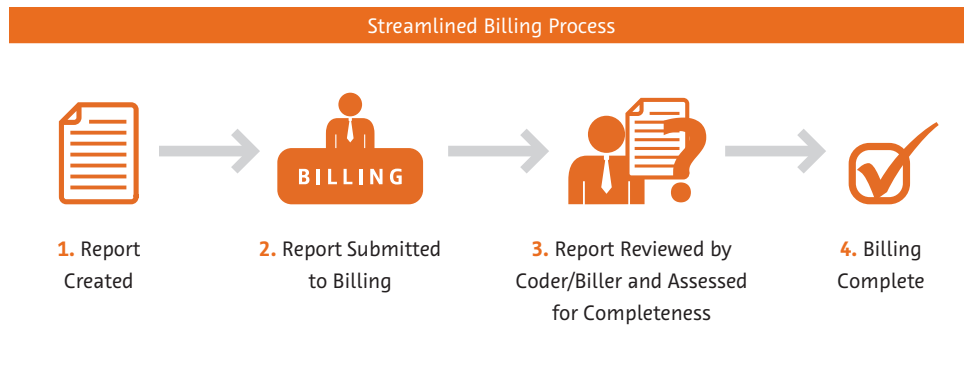 Streamlined Billing Process
BILLING
1. Report
Created
2. Report Submitted
to Billing
3. Report Reviewed by
Coder/Biller and Assessed
for Completeness
4. Billing
Complete